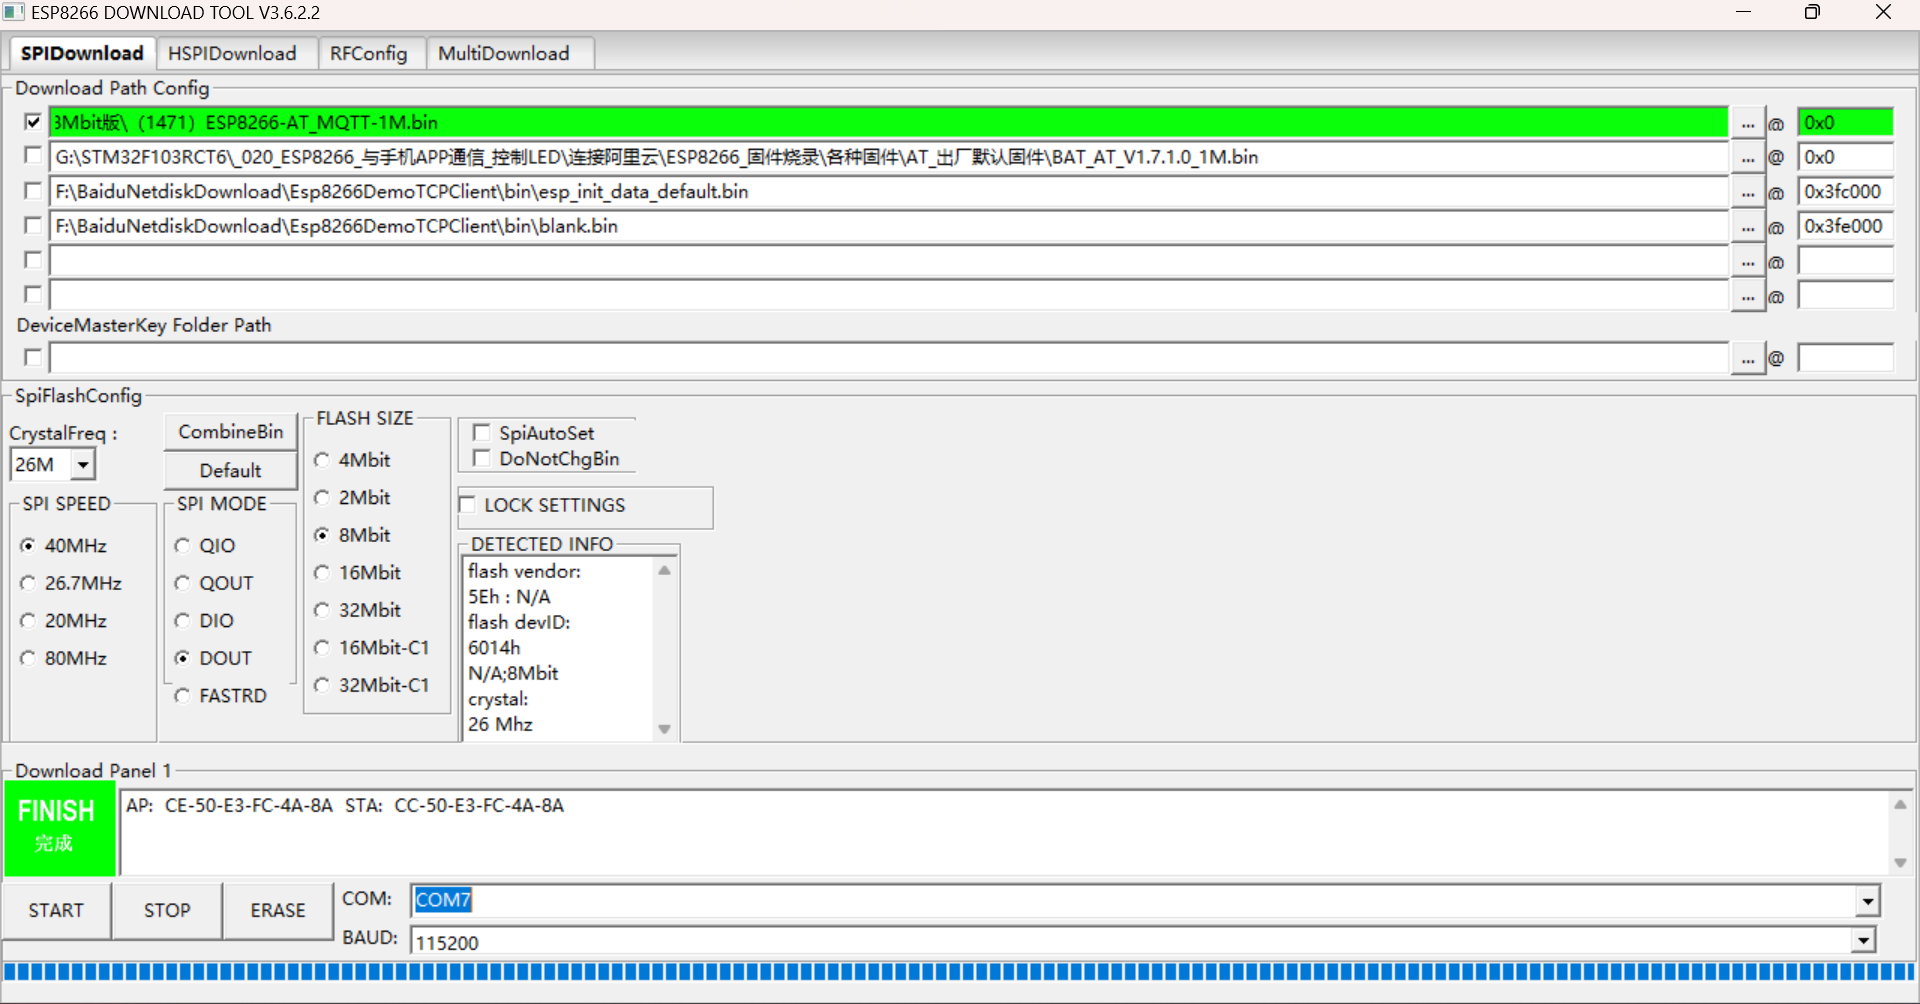 ESP8266 DOWNLOAD TOOL V3.6.2.2
SPIDownload HSPIDownload RFConfig MultiDownload
Download Path Config
3Mbit版\（1471）ESP8266-AT_MQTT-1M.bin ... @ 0x0
G:\STM32F103RCT6\_020_ESP8266_与手机APP通信_控制LED\连接阿里云\ESP8266_固件烧录\各种固件\AT_出厂默认固件\BAT_AT_V1.7.1.0_1M.bin ... @ 0x0
F:\BaiduNetdiskDownload\Esp8266DemoTCPClient\bin\esp_init_data_default.bin ... @ 0x3fc000
F:\BaiduNetdiskDownload\Esp8266DemoTCPClient\bin\blank.bin ... @ 0x3fe000
... @
... @
DeviceMasterKey Folder Path
... @
SpiFlashConfig
CrystalFreq :
26M
CombineBin
Default
SPI SPEED
40MHz
26.7MHz
20MHz
80MHz
SPI MODE
QIO
QOUT
DIO
DOUT
FASTRD
FLASH SIZE
4Mbit
2Mbit
8Mbit
16Mbit
32Mbit
16Mbit-C1
32Mbit-C1
SpiAutoSet
DoNotChgBin
LOCK SETTINGS
DETECTED INFO
flash vendor:
5Eh : N/A
flash devID:
6014h
N/A;8Mbit
crystal:
26 Mhz
Download Panel 1
FINISH
完成
AP: CE-50-E3-FC-4A-8A STA: CC-50-E3-FC-4A-8A
START STOP ERASE
COM: COM7
BAUD: 115200